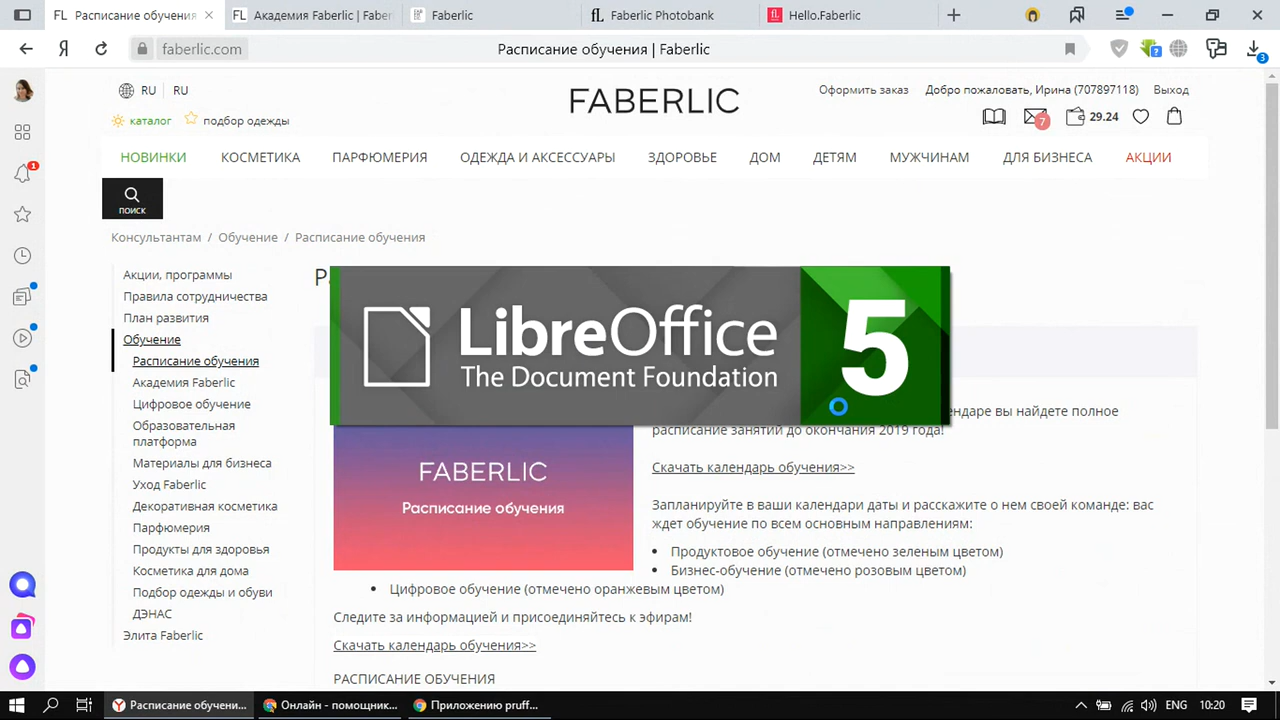 FL Расписание обучения
FL Академия Faberlic | Faber
Faberlic
fL Faberlic Photobank
fL Hello.Faberlic
Я
faberlic.com
Расписание обучения | Faberlic
3
RU RU
FABERLIC
Оформить заказ Добро пожаловать, Ирина (707897118) Выход
каталог подбор одежды
7 29.24
НОВИНКИ КОСМЕТИКА ПАРФЮМЕРИЯ ОДЕЖДА И АКСЕССУАРЫ ЗДОРОВЬЕ ДОМ ДЕТЯМ МУЖЧИНАМ ДЛЯ БИЗНЕСА АКЦИИ
1
ПОИСК
Консультантам / Обучение / Расписание обучения
Акции, программы
Правила сотрудничества
План развития
Обучение
Расписание обучения
Академия Faberlic
Цифровое обучение
Образовательная
платформа
Материалы для бизнеса
Уход Faberlic
Декоративная косметика
Парфюмерия
Продукты для здоровья
Косметика для дома
Подбор одежды и обуви
ДЭНАС
Элита Faberlic
Р
LibreOffice 5
The Document Foundation
ендаре вы найдете полное
расписание занятий до окончания 2019 года!
FABERLIC
Расписание обучения
Скачать календарь обучения>>
Запланируйте в ваши календари даты и расскажите о нем своей команде: вас
ждет обучение по всем основным направлениям:
• Продуктовое обучение (отмечено зеленым цветом)
• Бизнес-обучение (отмечено розовым цветом)
• Цифровое обучение (отмечено оранжевым цветом)
Следите за информацией и присоединяйтесь к эфирам!
Скачать календарь обучения>>
РАСПИСАНИЕ ОБУЧЕНИЯ
Расписание обучени...
Онлайн - помощник...
Приложению pruff...
ENG 10:20